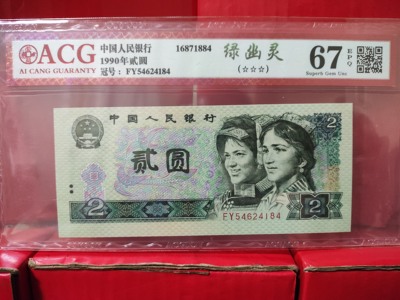 ACG
AI CANG GUARANTY
中国人民银行 16871884
1990年贰圆
冠号：FY54624184
绿幽灵
(☆☆☆)
67 EPQ
Superb Gem Unc
中国人民银行
2
贰圆
FY54624184
2
2